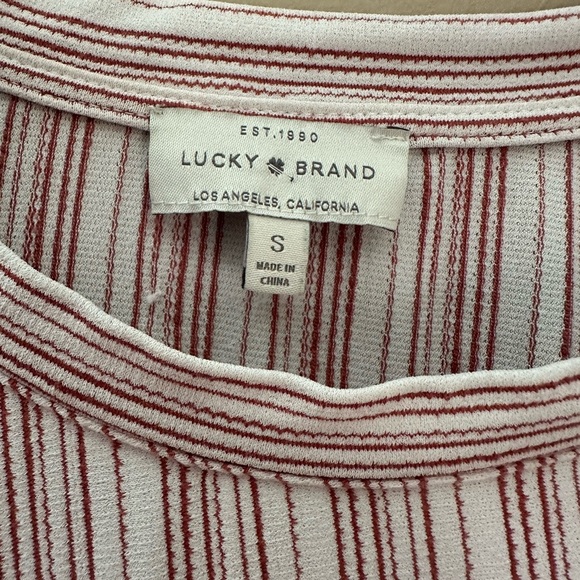 EST.1990
LUCKY BRAND
LOS ANGELES, CALIFORNIA
S
MADE IN
CHINA